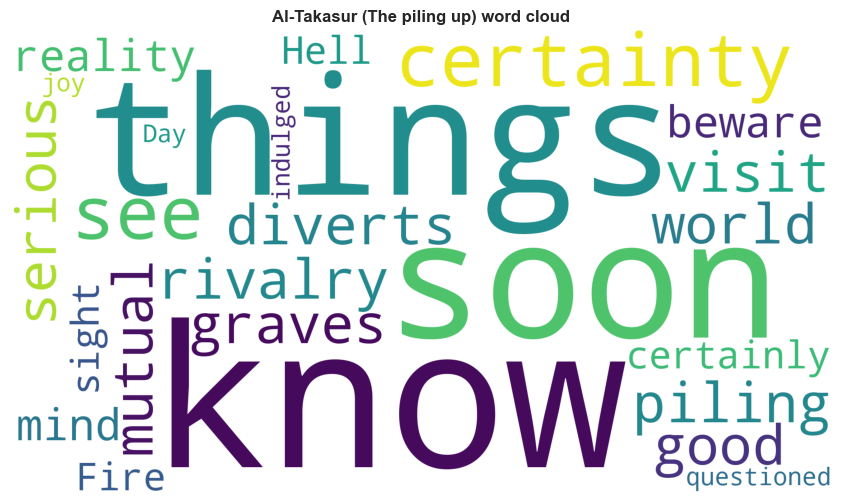 Al-Takasur (The piling up) word cloud
reality
Hell
certainty
joy
things
Day
indulged
beware
serious
visit
see
diverts
world
soon
rivalry
sight
mutual
graves
know
certainly
piling
mind
good
Fire
questioned